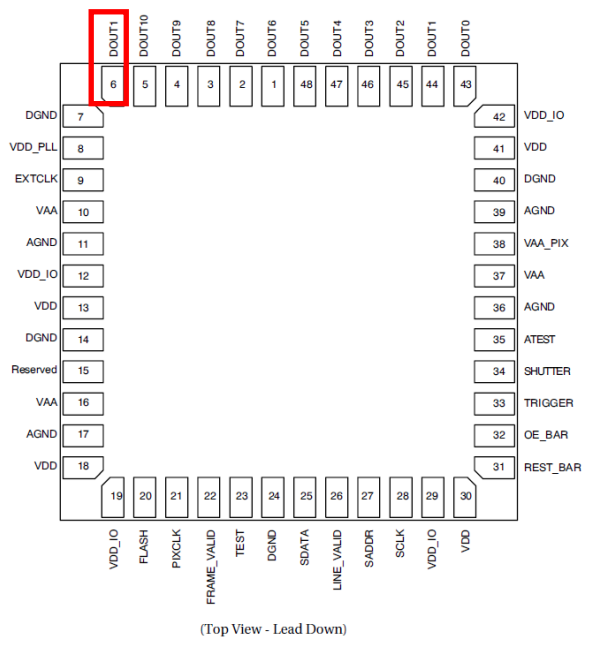 DOUT1
DOUT10
DOUT9
DOUT8
DOUT7
DOUT6
DOUT5
DOUT4
DOUT3
DOUT2
DOUT1
DOUT0
6 5 4 3 2 1 48 47 46 45 44 43
DGND 7
VDD_PLL 8
EXTCLK 9
VAA 10
AGND 11
VDD_IO 12
VDD 13
DGND 14
Reserved 15
VAA 16
AGND 17
VDD 18
42 VDD_IO
41 VDD
40 DGND
39 AGND
38 VAA_PIX
37 VAA
36 AGND
35 ATEST
34 SHUTTER
33 TRIGGER
32 OE_BAR
31 REST_BAR
19 20 21 22 23 24 25 26 27 28 29 30
VDD_IO
FLASH
PIXCLK
FRAME_VALID
TEST
DGND
SDATA
LINE_VALID
SADDR
SCLK
VDD_IO
VDD
(Top View - Lead Down)